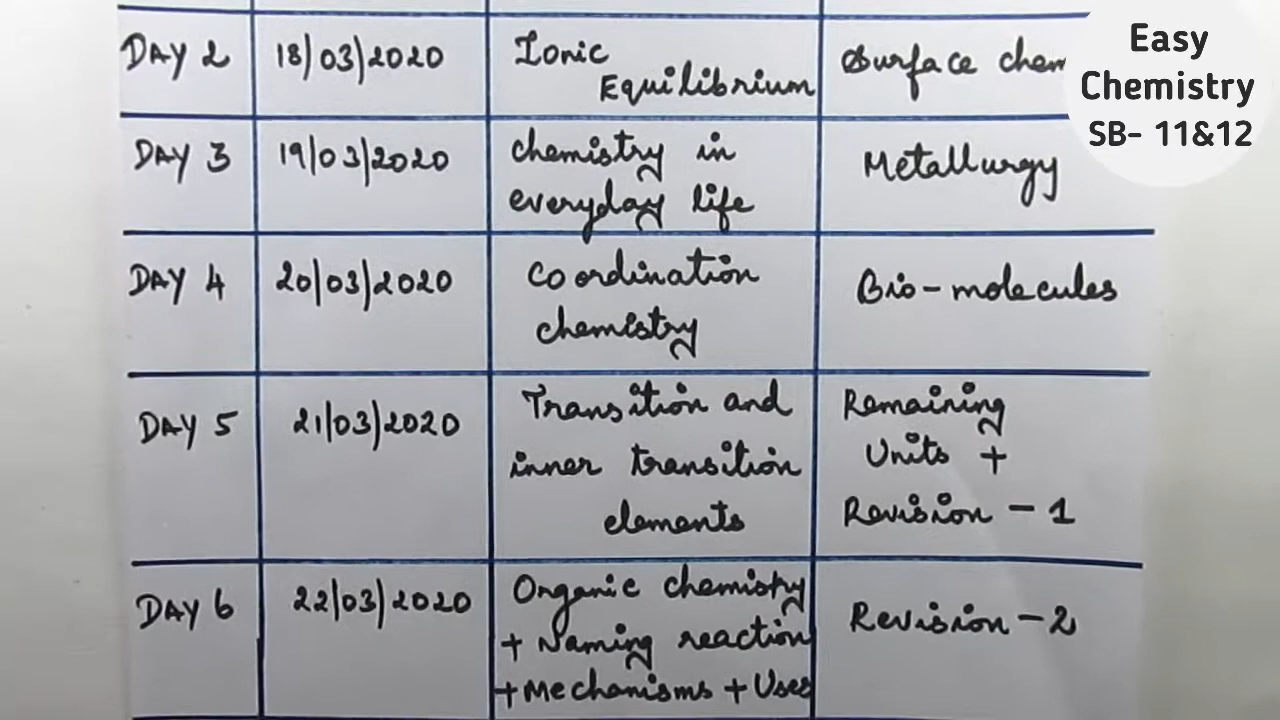 DAY 2 18/03/2020 Ionic Equilibrium Surface chem
DAY 3 19/03/2020 chemistry in everyday life Metallurgy
DAY 4 20/03/2020 Coordination chemistry Bio-molecules
DAY 5 21/03/2020 Transition and inner transition elements Remaining Units + Revision - 1
DAY 6 22/03/2020 Organic chemistry + Naming reaction + Mechanisms + Uses Revision - 2
Easy
Chemistry
SB- 11&12